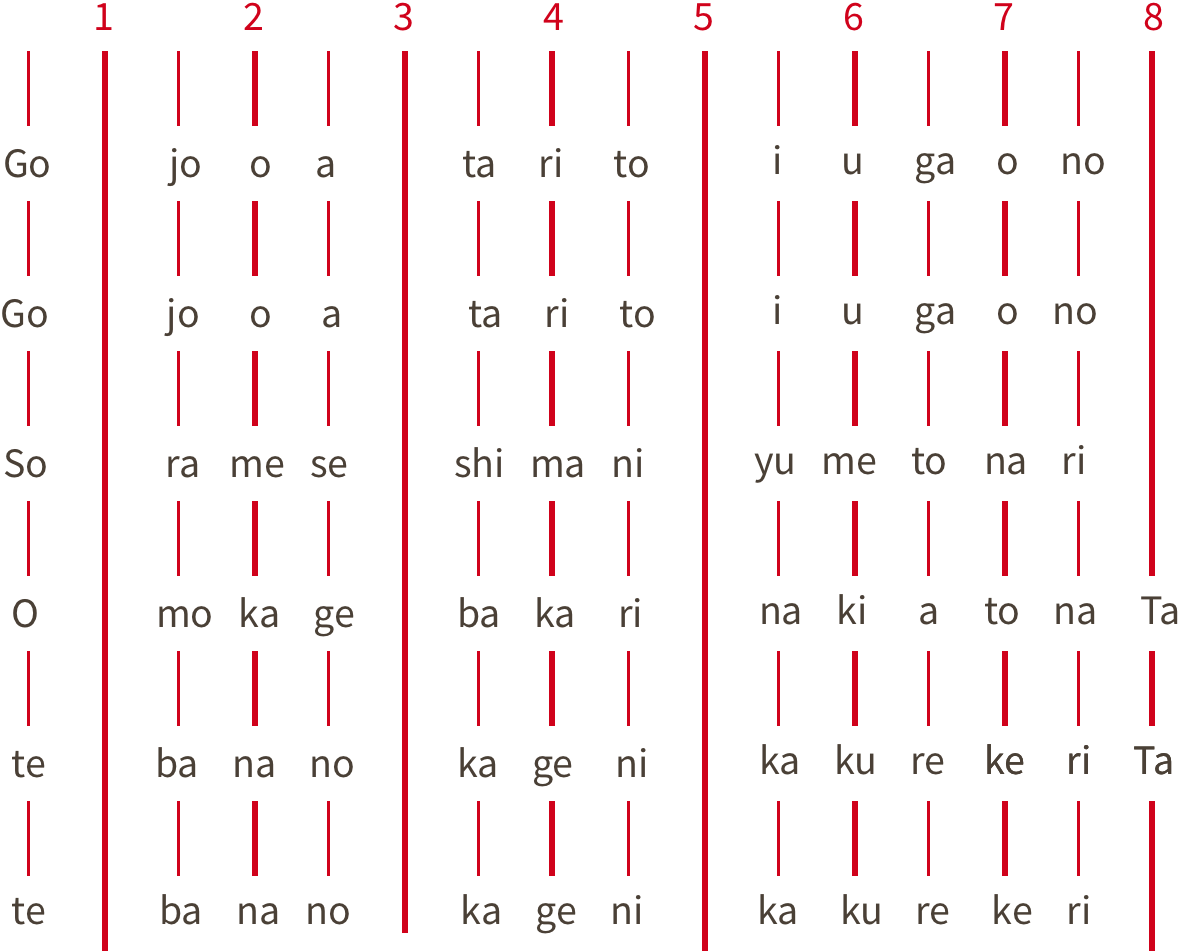 1 2 3 4 5 6 7 8
Go jo o a ta ri to i u ga o no
Go jo o a ta ri to i u ga o no
So ra me se shi ma ni yu me to na ri
O mo ka ge ba ka ri na ki a to na Ta
te ba na no ka ge ni ka ku re ke ri Ta
te ba na no ka ge ni ka ku re ke ri